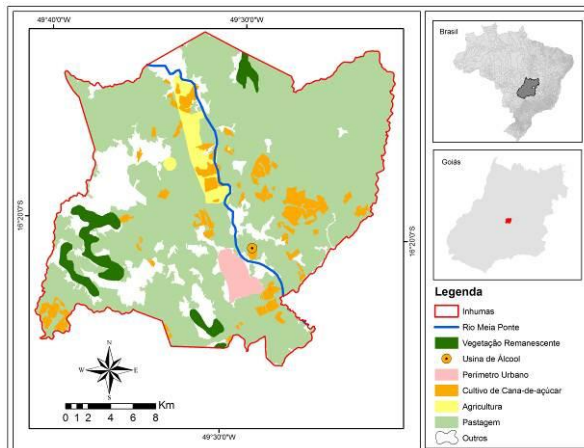 49°40'0"W
49°30'0"W
16°20'0"S
16°20'0"S
N
W
E
S
Km
0 1 2 4 6 8
49°30'0"W
Brasil
Goiás
Legenda
Inhumas
Rio Meia Ponte
Vegetação Remanescente
Usina de Álcool
Perimetro Urbano
Cultivo de Cana-de-açúcar
Agricultura
Pastagem
Outros